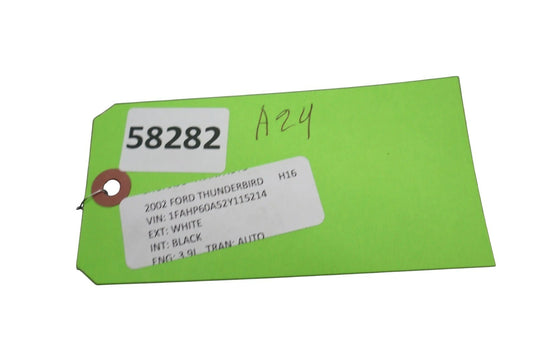 58282
A24
2002 FORD THUNDERBIRD H16
VIN: 1FAHP60A52Y115214
EXT: WHITE
INT: BLACK
ENG: 3.9L TRAN: AUTO